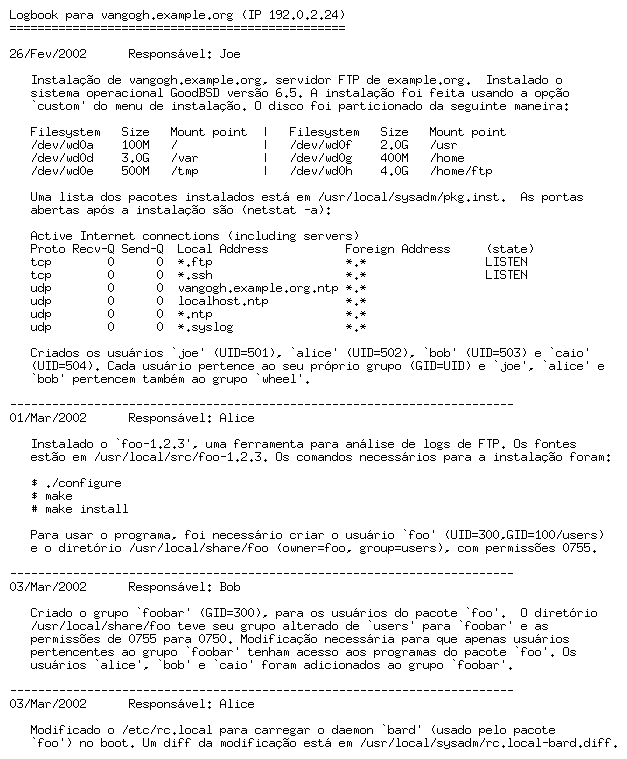 Logbook para vangogh.example.org (IP 192.0.2.24)
================================================
26/Fev/2002      Responsável: Joe
Instalação de vangogh.example.org, servidor FTP de example.org.  Instalado o
sistema operacional GoodBSD versão 6.5. A instalação foi feita usando a opção
`custom' do menu de instalação. O disco foi particionado da seguinte maneira:
Filesystem   Size   Mount point  |   Filesystem   Size   Mount point
/dev/wd0a    100M   /            |   /dev/wd0f    2.0G   /usr
/dev/wd0d    3.0G   /var         |   /dev/wd0g    400M   /home
/dev/wd0e    500M   /tmp         |   /dev/wd0h    4.0G   /home/ftp
Uma lista dos pacotes instalados está em /usr/local/sysadm/pkg.inst.  As portas
abertas após a instalação são (netstat -a):
Active Internet connections (including servers)
Proto Recv-Q Send-Q  Local Address           Foreign Address     (state)
tcp        0      0  *.ftp                   *.*                 LISTEN
tcp        0      0  *.ssh                   *.*                 LISTEN
udp        0      0  vangogh.example.org.ntp *.*
udp        0      0  localhost.ntp           *.*
udp        0      0  *.ntp                   *.*
udp        0      0  *.syslog                *.*
Criados os usuários `joe' (UID=501), `alice' (UID=502), `bob' (UID=503) e `caio'
(UID=504). Cada usuário pertence ao seu próprio grupo (GID=UID) e `joe', `alice' e
`bob' pertencem também ao grupo `wheel'.
------------------------------------------------------------------------
01/Mar/2002      Responsável: Alice
Instalado o `foo-1.2.3', uma ferramenta para análise de logs de FTP. Os fontes
estão em /usr/local/src/foo-1.2.3. Os comandos necessários para a instalação foram:
$ ./configure
$ make
# make install
Para usar o programa, foi necessário criar o usuário `foo' (UID=300,GID=100/users)
e o diretório /usr/local/share/foo (owner=foo, group=users), com permissões 0755.
------------------------------------------------------------------------
03/Mar/2002      Responsável: Bob
Criado o grupo `foobar' (GID=300), para os usuários do pacote `foo'.  O diretório
/usr/local/share/foo teve seu grupo alterado de `users' para `foobar' e as
permissões de 0755 para 0750. Modificação necessária para que apenas usuários
pertencentes ao grupo `foobar' tenham acesso aos programas do pacote `foo'. Os
usuários `alice', `bob' e `caio' foram adicionados ao grupo `foobar'.
------------------------------------------------------------------------
03/Mar/2002      Responsável: Alice
Modificado o /etc/rc.local para carregar o daemon `bard' (usado pelo pacote
`foo') no boot. Um diff da modificação está em /usr/local/sysadm/rc.local-bard.diff.